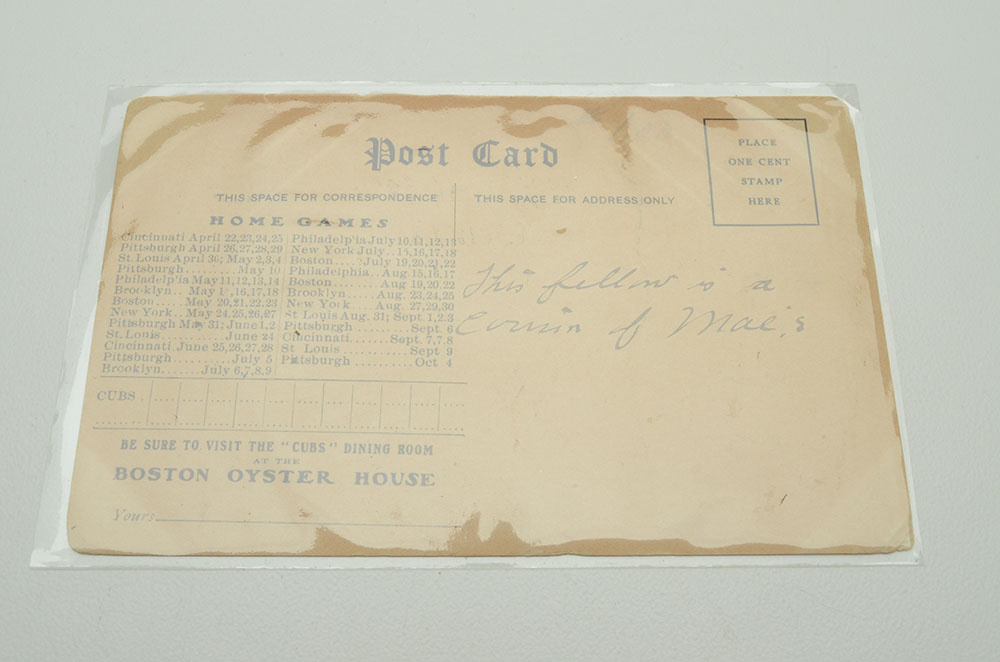 Post Card
PLACE
ONE CENT
STAMP
HERE
THIS SPACE FOR CORRESPONDENCE
THIS SPACE FOR ADDRESS ONLY
HOME GAMES
Cincinnati April 22,23,24,25
Pittsburgh April 26,27,28,29
St. Louis April 30; May 2,3,4
Pittsburgh........May 10
Philadelp'ia May 11,12,13,14
Brooklyn....May 15,16,17,18
Boston.....May 20,21,22,23
New York..May 24,25,26,27
Pittsburg May 31; June 1,2
St. Louis..........June 24
Cincinnati June 25,26,27,28
Pittsburgh..........July 5
Brooklyn.......July 6,7,8,9
Philadelp'ia July 10,11,12,13
New York July..15,16,17,18
Boston.....July 19,20,21,22
Philadelphia..Aug. 15,16,17
Boston........Aug 19,20,22
Brooklyn....Aug. 23,24,25
New York....Aug. 27,29,30
St Louis Aug. 31; Sept. 1,2,3
Pittsburgh..........Sept 6
Cincinnati......Sept. 7,7,8
St Louis............Sept 9
Pittsburgh..........Oct 4
CUBS
BE SURE TO VISIT THE "CUBS" DINING ROOM
AT THE
BOSTON OYSTER HOUSE
Yours
This fellow is a
cousin of Mac's